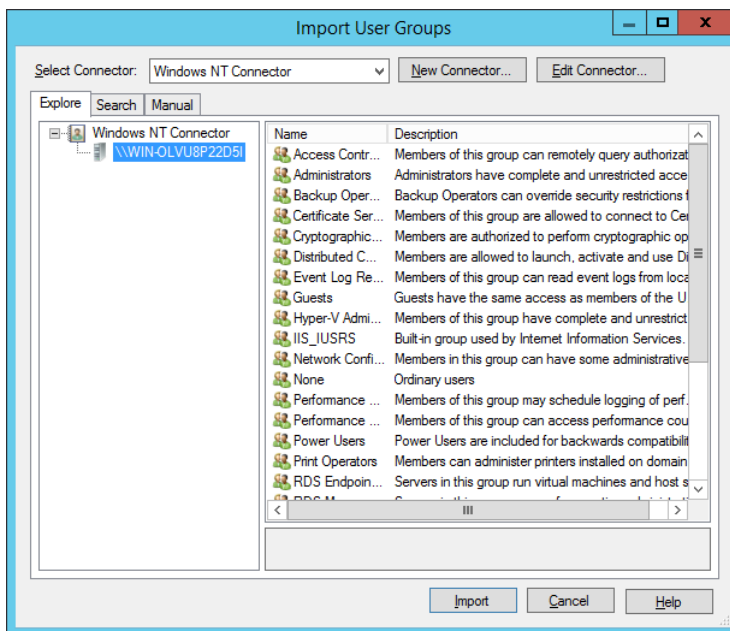 Import User Groups
Select Connector: Windows NT Connector New Connector... Edit Connector...
Explore Search Manual
Windows NT Connector
\\WIN-OLVU8P22D5I
Name Description
Access Contr... Members of this group can remotely query authorizat
Administrators Administrators have complete and unrestricted acce
Backup Oper... Backup Operators can override security restrictions f
Certificate Ser... Members of this group are allowed to connect to Cer
Cryptographic... Members are authorized to perform cryptographic op
Distributed C... Members are allowed to launch, activate and use Di
Event Log Re... Members of this group can read event logs from loca
Guests Guests have the same access as members of the U
Hyper-V Admi... Members of this group have complete and unrestrict
IIS_IUSRS Built-in group used by Internet Information Services.
Network Confi... Members in this group can have some administrative
None Ordinary users
Performance ... Members of this group may schedule logging of perf.
Performance ... Members of this group can access performance cou
Power Users Power Users are included for backwards compatibilit
Print Operators Members can administer printers installed on domain
RDS Endpoin... Servers in this group run virtual machines and host s
Import Cancel Help